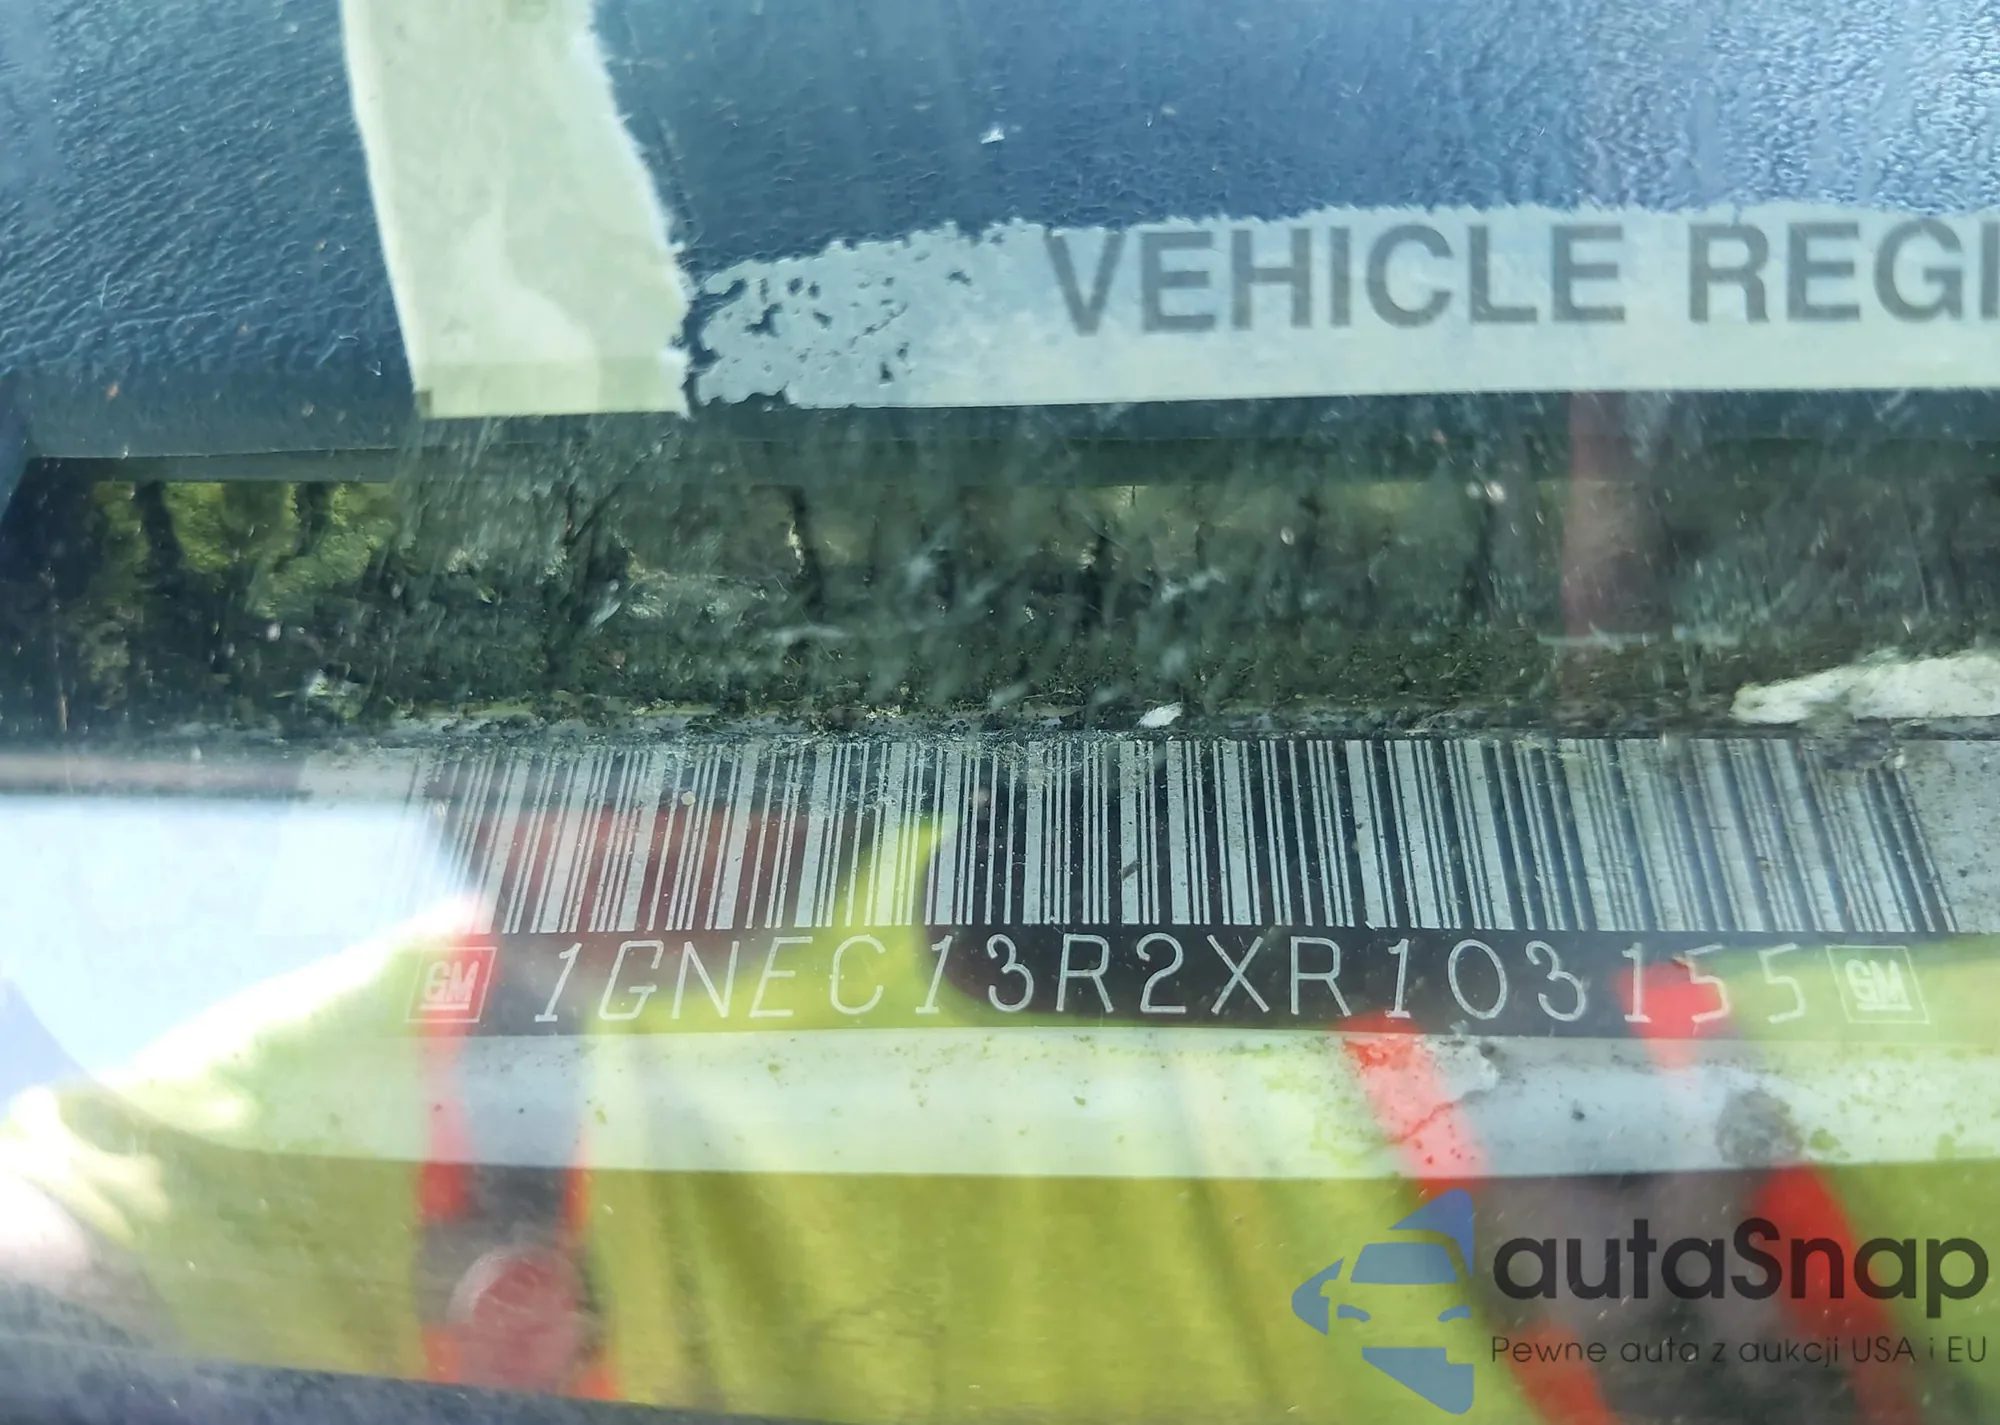 VEHICLE REGI
GM 1GNEC13R2XR103155 GM
autaSnap
Pewne auta z aukcji USA i EU